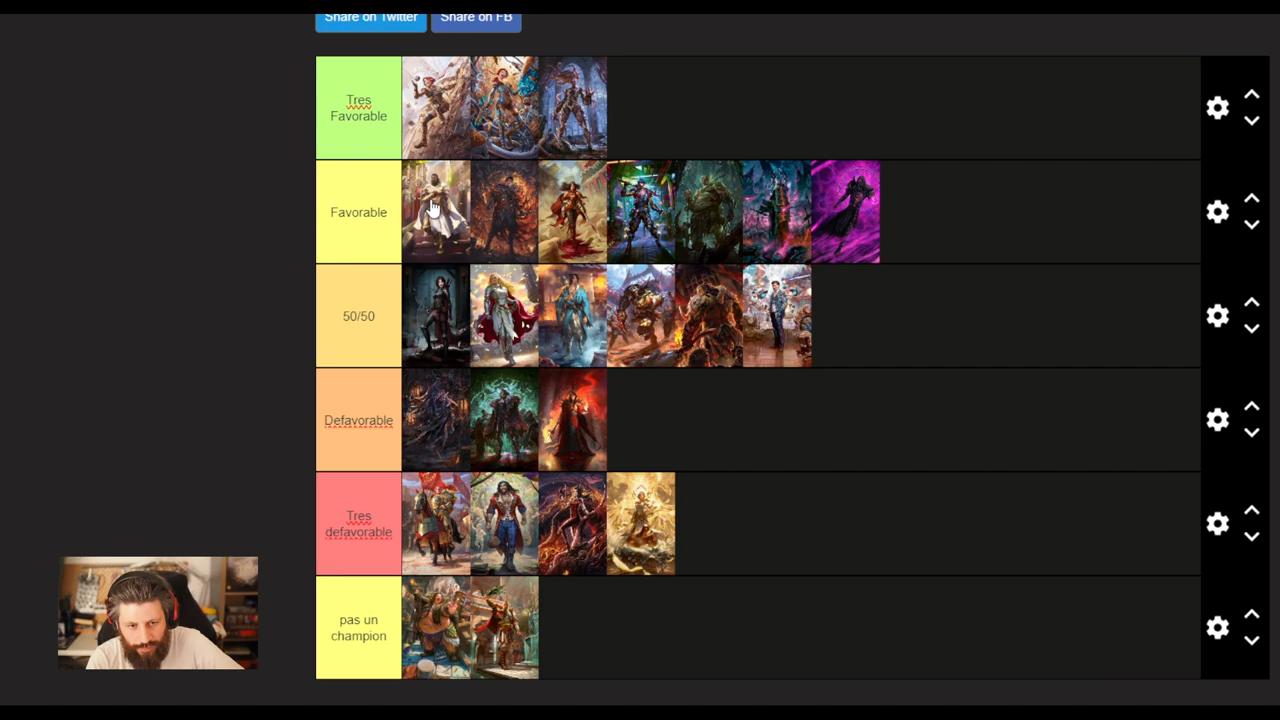 Share on Twitter
Share on FB
Tres
Favorable
Favorable
50/50
Defavorable
Tres
defavorable
pas un
champion